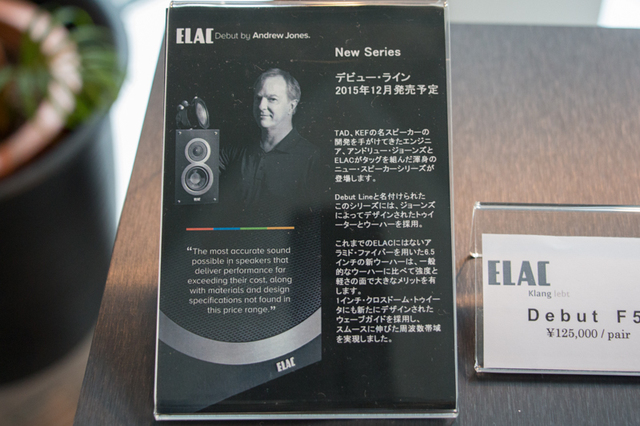 ELAC Debut by Andrew Jones.
New Series
デビュー・ライン
2015年12月発売予定
TAD、KEFの名スピーカーの
開発を手がけてきたエンジニ
ア、アンドリュー・ジョーンズと
ELACがタッグを組んだ渾身の
ニュー・スピーカーシリーズが
登場します。
Debut Lineと名付けられた
このシリーズには、ジョーンズ
によってデザインされたトゥイ
ーターとウーハーを採用。
これまでのELACにはないア
ラミド・ファイバーを用いた6.5
インチの新ウーハーは、一般
的なウーハーに比べて強度と
軽さの面で大きなメリットを有
します。
1インチ・クロスドーム・トゥイー
タにも新たにデザインされた
ウェーブガイドを採用し、
スムースに伸びた周波数帯域
を実現しました。
"The most accurate sound
possible in speakers that
deliver performance far
exceeding their cost, along
with materials and design
specifications not found in
this price range."
ELAC
ELAC
Klang lebt
Debut F5
¥125,000 / pair